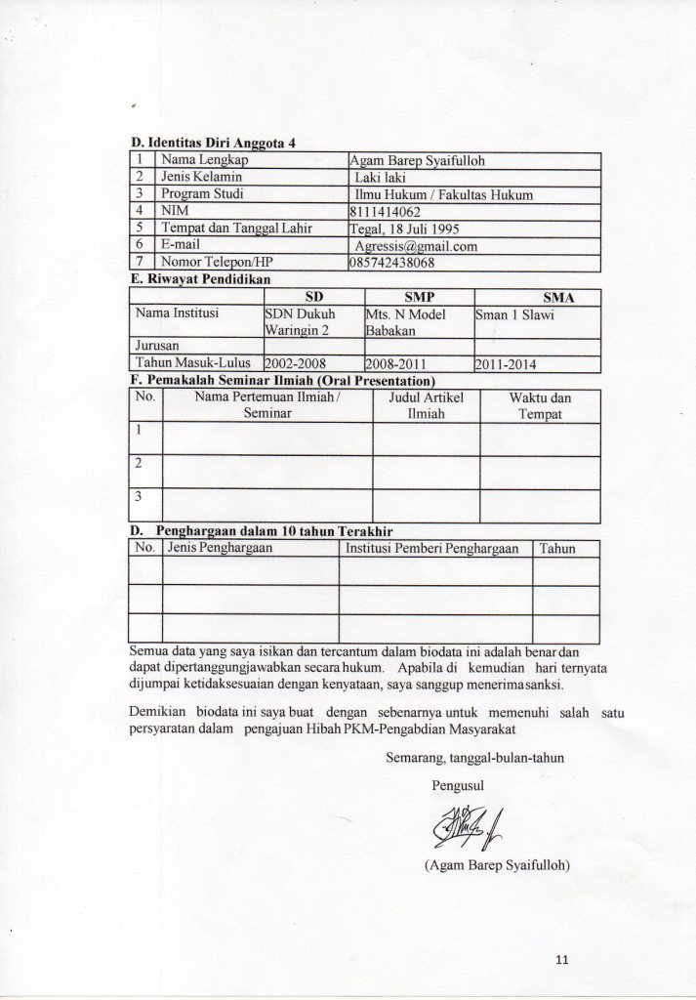 D. Identitas Diri Anggota 4
1 Nama Lengkap Agam Barep Syaifulloh
2 Jenis Kelamin Laki laki
3 Program Studi Ilmu Hukum / Fakultas Hukum
4 NIM 8111414062
5 Tempat dan Tanggal Lahir Tegal, 18 Juli 1995
6 E-mail Agressis@gmail.com
7 Nomor Telepon/HP 085742438068
E. Riwayat Pendidikan
SD SMP SMA
Nama Institusi SDN Dukuh Mts. N Model Sman 1 Slawi
Waringin 2 Babakan
Jurusan
Tahun Masuk-Lulus 2002-2008 2008-2011 2011-2014
F. Pemakalah Seminar Ilmiah (Oral Presentation)
No. Nama Pertemuan Ilmiah / Judul Artikel Waktu dan
Seminar Ilmiah Tempat
1
2
3
D. Penghargaan dalam 10 tahun Terakhir
No. Jenis Penghargaan Institusi Pemberi Penghargaan Tahun
Semua data yang saya isikan dan tercantum dalam biodata ini adalah benar dan
dapat dipertanggungjawabkan secara hukum. Apabila di kemudian hari ternyata
dijumpai ketidaksesuaian dengan kenyataan, saya sanggup menerima sanksi.
Demikian biodata ini saya buat dengan sebenarnya untuk memenuhi salah satu
persyaratan dalam pengajuan Hibah PKM-Pengabdian Masyarakat
Semarang, tanggal-bulan-tahun
Pengusul
(Agam Barep Syaifulloh)
11